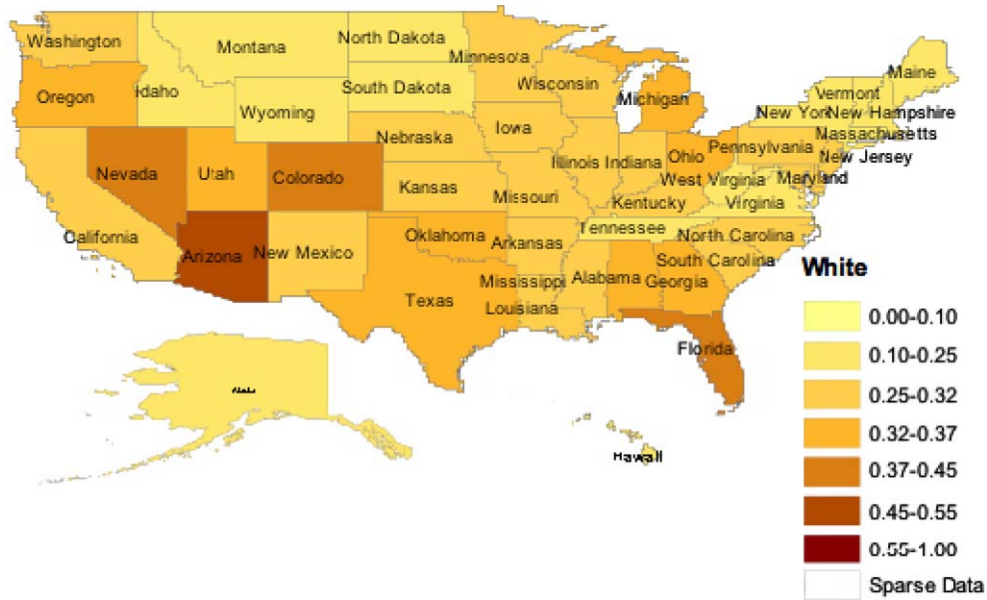 Washington
Montana
North Dakota
Minnesota
Maine
Oregon
Idaho
Wyoming
South Dakota
Wisconsin
Michigan
Vermont
New York
New Hampshire
Massachusetts
Nebraska
Iowa
Pennsylvania
New Jersey
Nevada
Utah
Colorado
Kansas
Illinois
Indiana
Ohio
West Virginia
Maryland
Missouri
Kentucky
Virginia
California
Arizona
New Mexico
Oklahoma
Arkansas
Tennessee
North Carolina
South Carolina
Mississippi
Alabama
Georgia
Texas
Louisiana
Florida
Hawaii
White
0.00-0.10
0.10-0.25
0.25-0.32
0.32-0.37
0.37-0.45
0.45-0.55
0.55-1.00
Sparse Data